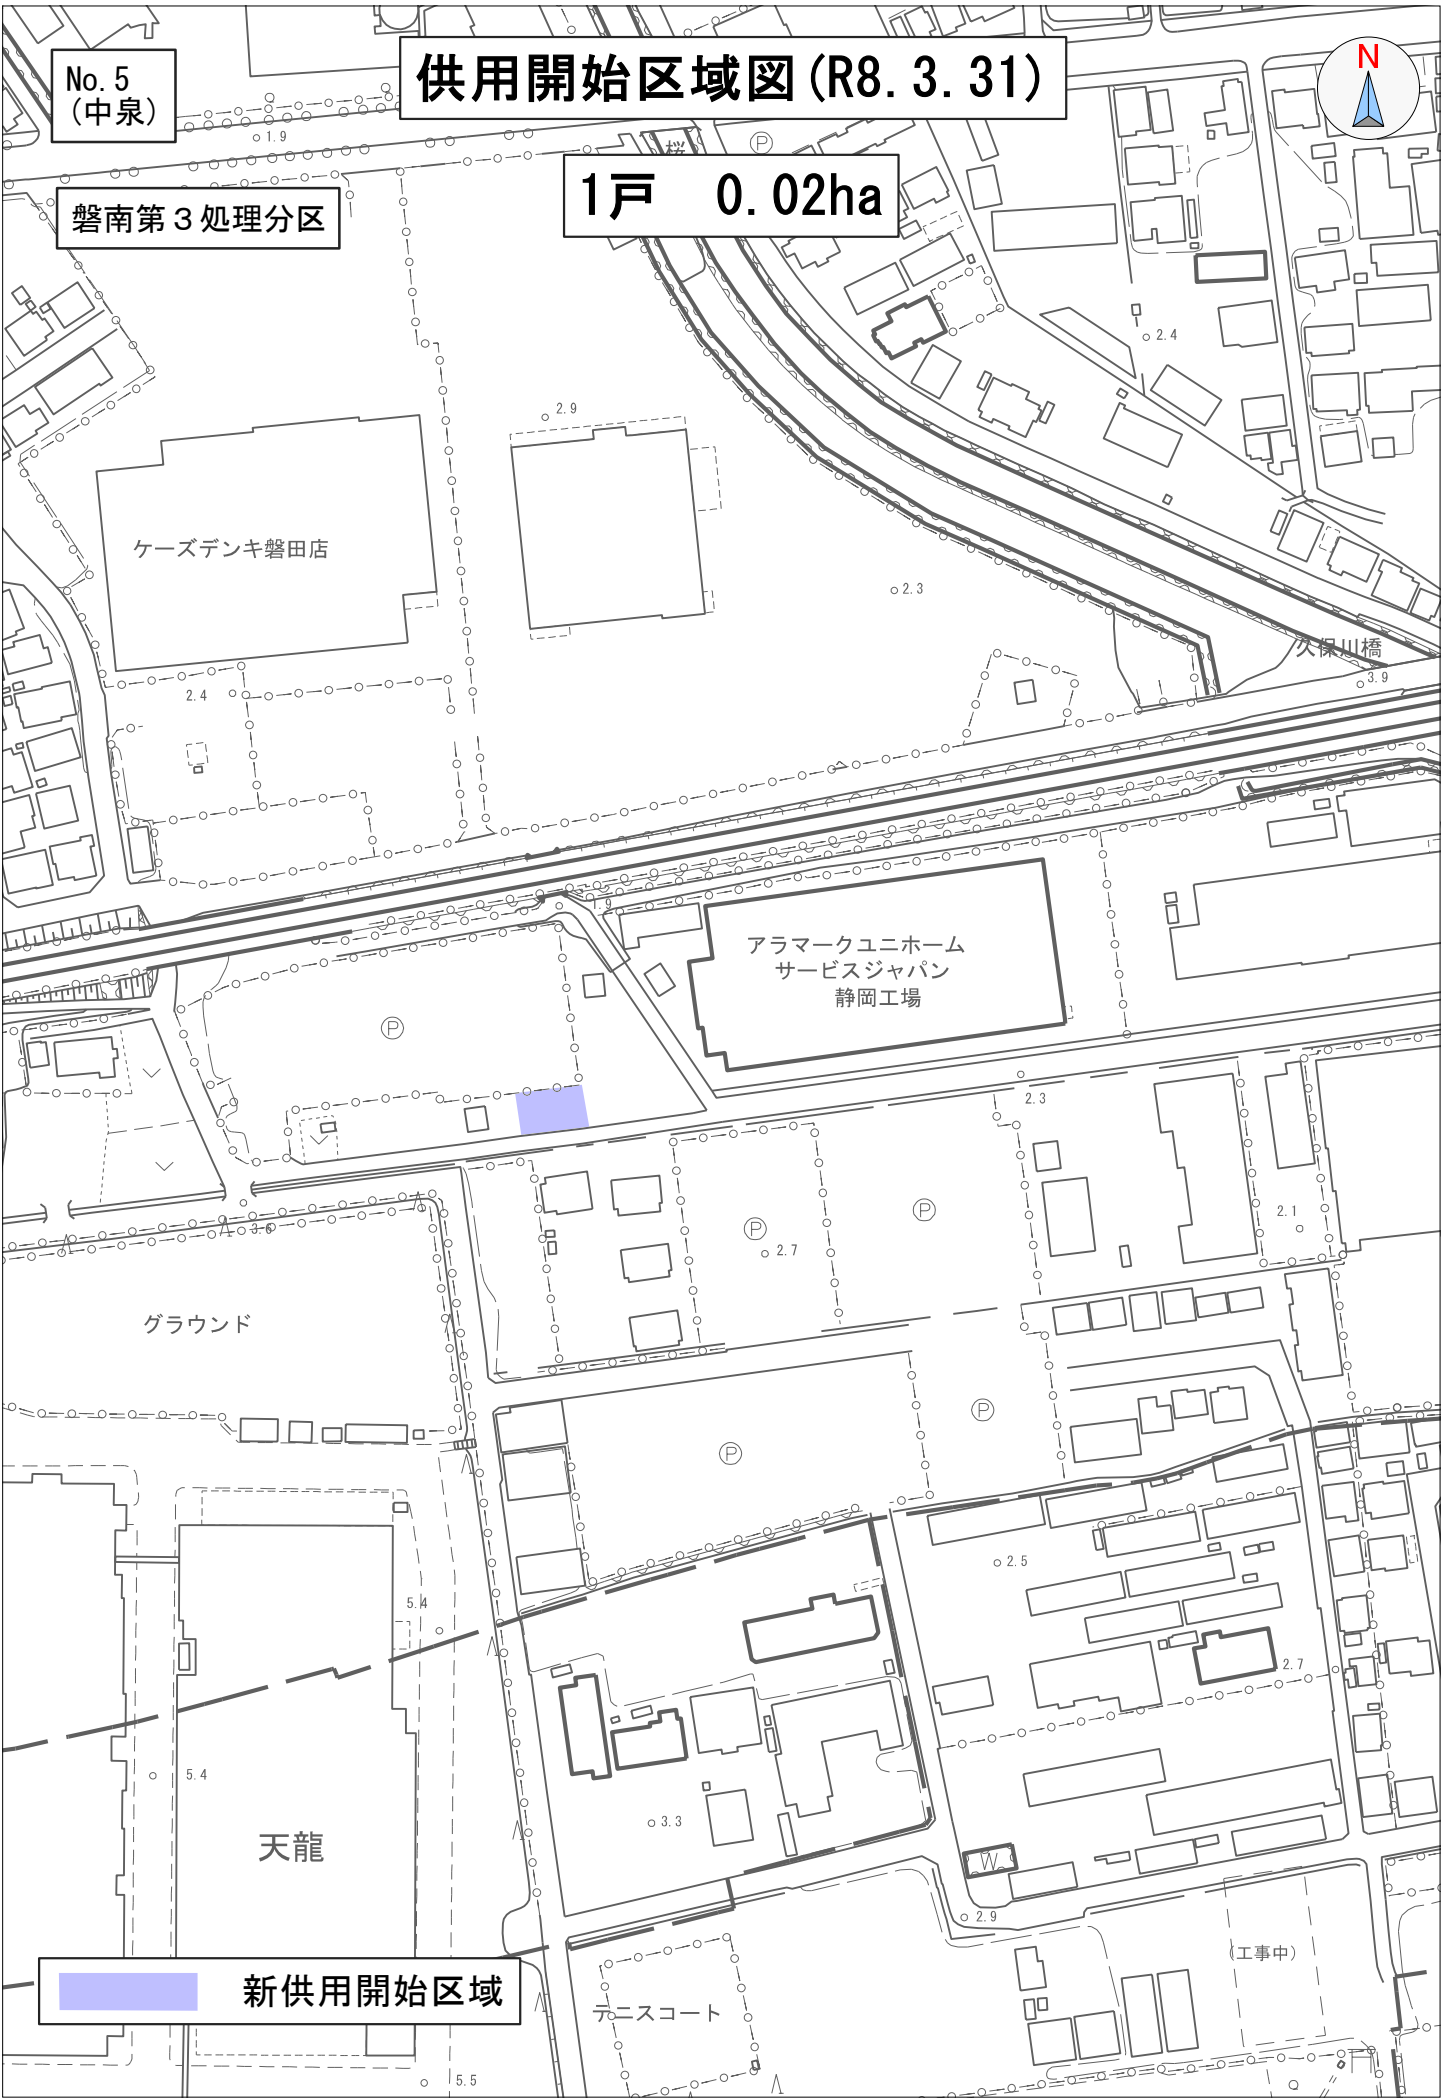 No.5
(中泉)
供用開始区域図(R8.3.31)
N
1.9
桜
P
1戸　0.02ha
磐南第３処理分区
2.4
2.9
ケーズデンキ磐田店
2.3
久保川橋
3.9
2.4
1.9
アラマークユニホーム
サービスジャパン
静岡工場
P
2.3
P
P
2.7
2.1
3.6
グラウンド
P
P
2.5
5.4
2.7
5.4
3.3
天龍
W
2.9
(工事中)
新供用開始区域
テニスコート
5.5